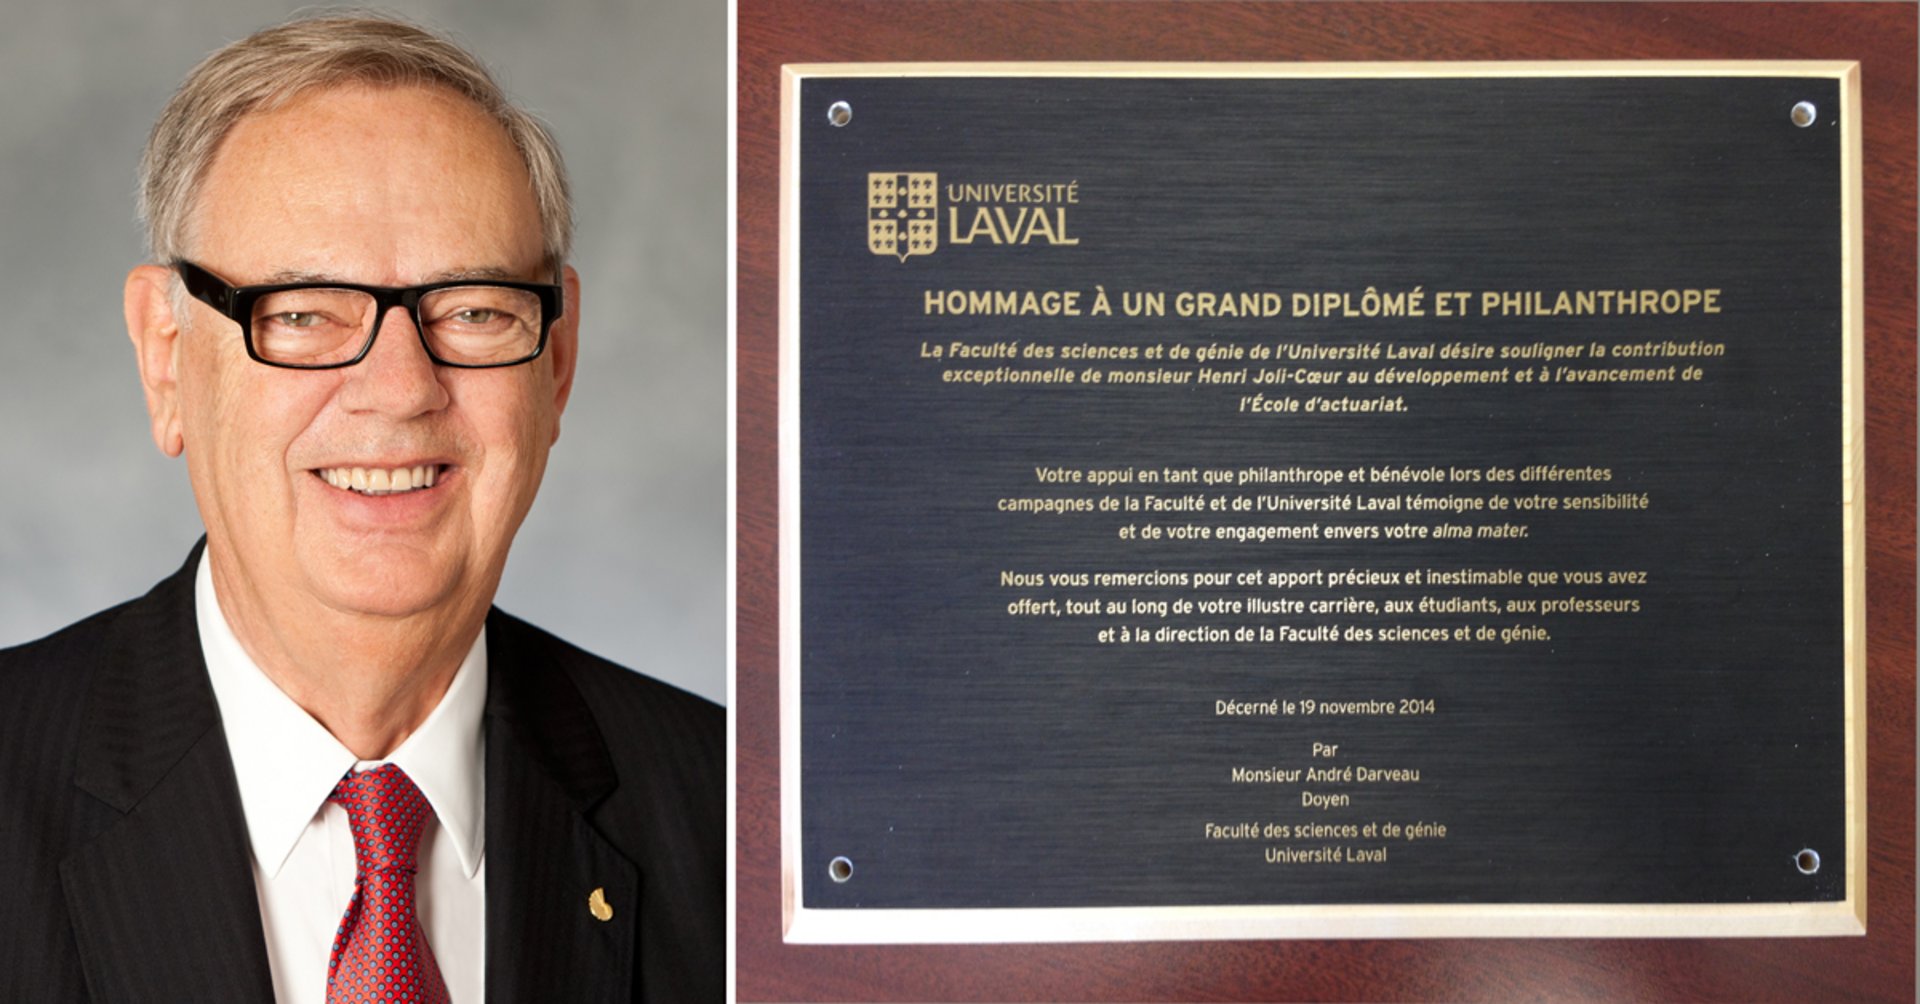 UNIVERSITÉ
LAVAL
HOMMAGE À UN GRAND DIPLÔMÉ ET PHILANTHROPE
La Faculté des sciences et de génie de l'Université Laval désire souligner la contribution
exceptionnelle de monsieur Henri Joli-Cœur au développement et à l'avancement de
l'École d'actuariat.
Votre appui en tant que philanthrope et bénévole lors des différentes
campagnes de la Faculté et de l'Université Laval témoigne de votre sensibilité
et de votre engagement envers votre alma mater.
Nous vous remercions pour cet apport précieux et inestimable que vous avez
offert, tout au long de votre illustre carrière, aux étudiants, aux professeurs
et à la direction de la Faculté des sciences et de génie.
Décerné le 19 novembre 2014
Par
Monsieur André Darveau
Doyen
Faculté des sciences et de génie
Université Laval